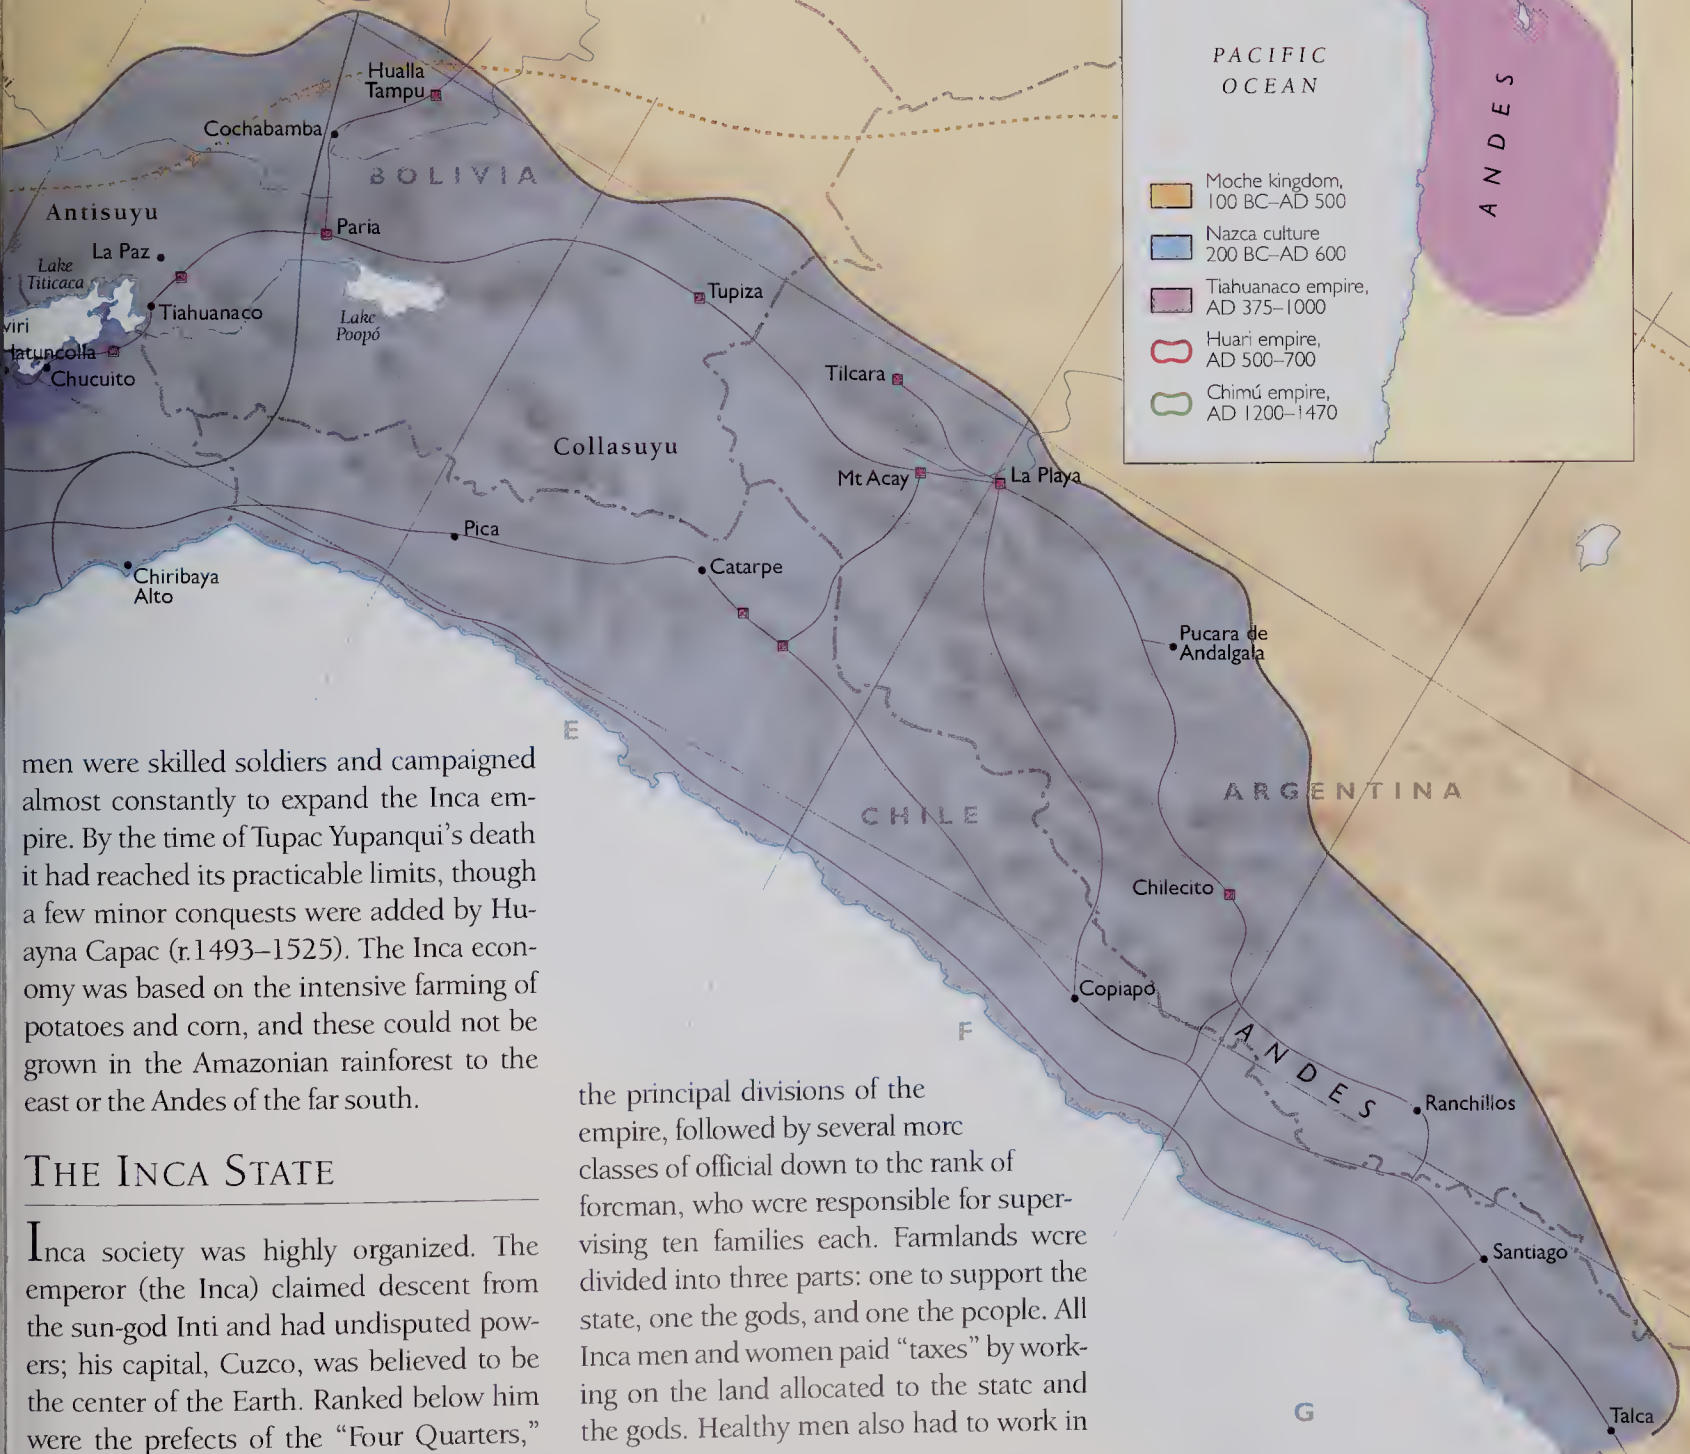 PACIFIC
OCEAN
ANDES
Moche kingdom,
100 BC–AD 500
Nazca culture
200 BC–AD 600
Tiahuanaco empire,
AD 375–1000
Huari empire,
AD 500–700
Chimú empire,
AD 1200–1470
Hualla
Tampu
Cochabamba
BOLIVIA
Antisuyu
Paria
La Paz
Lake
Titicaca
Tiahuanaco
Lake
Poopó
viri
Hatuncolla
Chucuito
Tupiza
Tilcara
Collasuyu
Mt Acay
La Playa
Pica
Catarpe
Chiribaya
Alto
Pucara de
Andalgala
E
ARGENTINA
CHILE
Chilecito
Copiapó
F
ANDES
Ranchillos
Santiago
G
Talca
men were skilled soldiers and campaigned
almost constantly to expand the Inca em-
pire. By the time of Tupac Yupanqui's death
it had reached its practicable limits, though
a few minor conquests were added by Hu-
ayna Capac (r.1493–1525). The Inca econ-
omy was based on the intensive farming of
potatoes and corn, and these could not be
grown in the Amazonian rainforest to the
east or the Andes of the far south.
THE INCA STATE
Inca society was highly organized. The
emperor (the Inca) claimed descent from
the sun-god Inti and had undisputed pow-
ers; his capital, Cuzco, was believed to be
the center of the Earth. Ranked below him
were the prefects of the “Four Quarters,”
the principal divisions of the
empire, followed by several more
classes of official down to the rank of
foreman, who were responsible for super-
vising ten families each. Farmlands were
divided into three parts: one to support the
state, one the gods, and one the people. All
Inca men and women paid “taxes” by work-
ing on the land allocated to the state and
the gods. Healthy men also had to work in